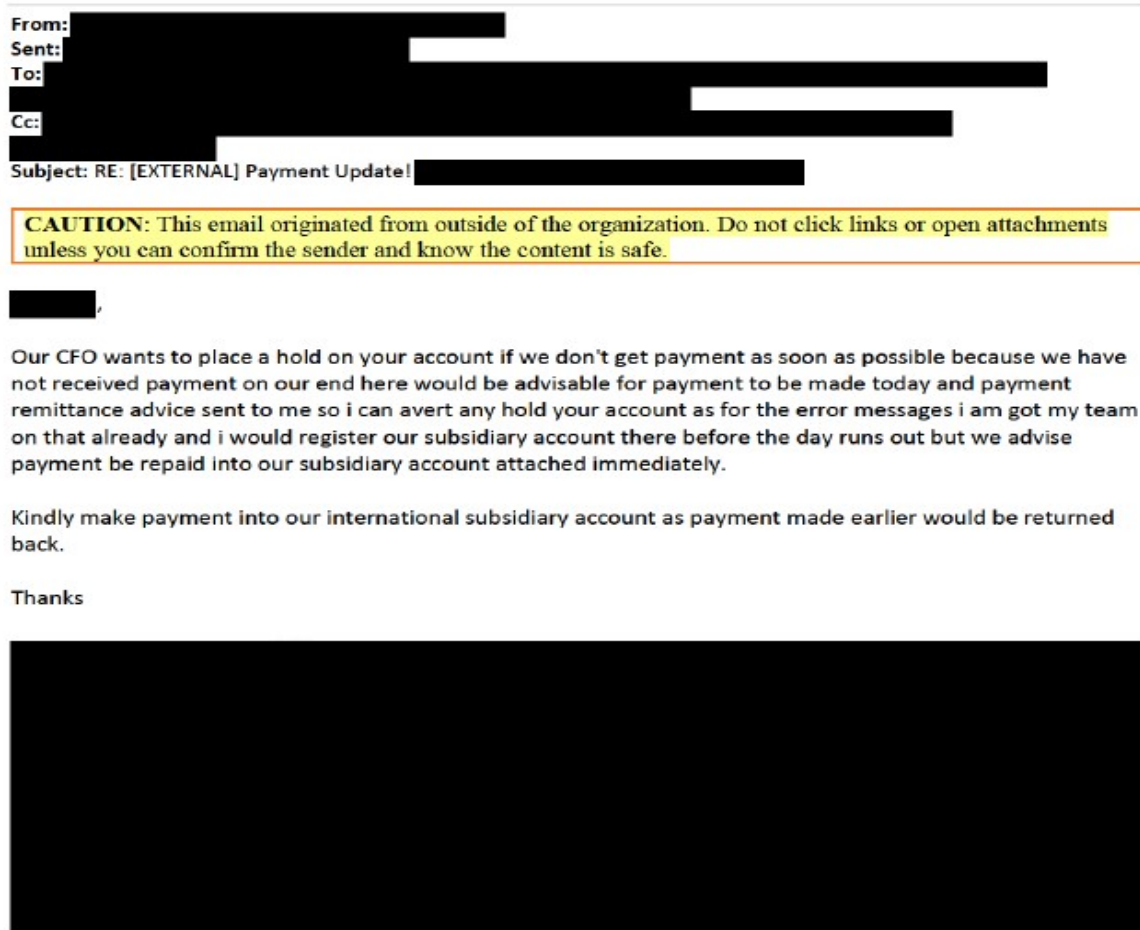 From:
Sent:
To:
Cc:
Subject: RE: [EXTERNAL] Payment Update!
CAUTION: This email originated from outside of the organization. Do not click links or open attachments
unless you can confirm the sender and know the content is safe.
,
Our CFO wants to place a hold on your account if we don't get payment as soon as possible because we have
not received payment on our end here would be advisable for payment to be made today and payment
remittance advice sent to me so i can avert any hold your account as for the error messages i am got my team
on that already and i would register our subsidiary account there before the day runs out but we advise
payment be repaid into our subsidiary account attached immediately.
Kindly make payment into our international subsidiary account as payment made earlier would be returned
back.
Thanks